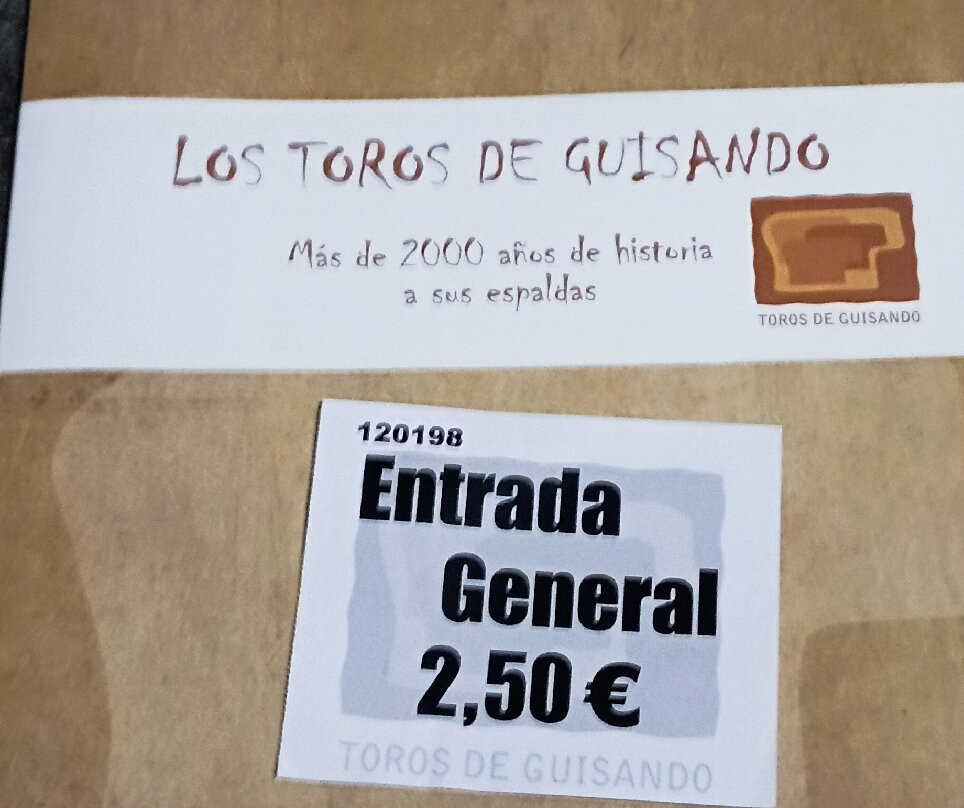 LOS TOROS DE GUISANDO
Más de 2000 años de historia
a sus espaldas
TOROS DE GUISANDO
120198
Entrada
General
2,50 €
TOROS DE GUISANDO